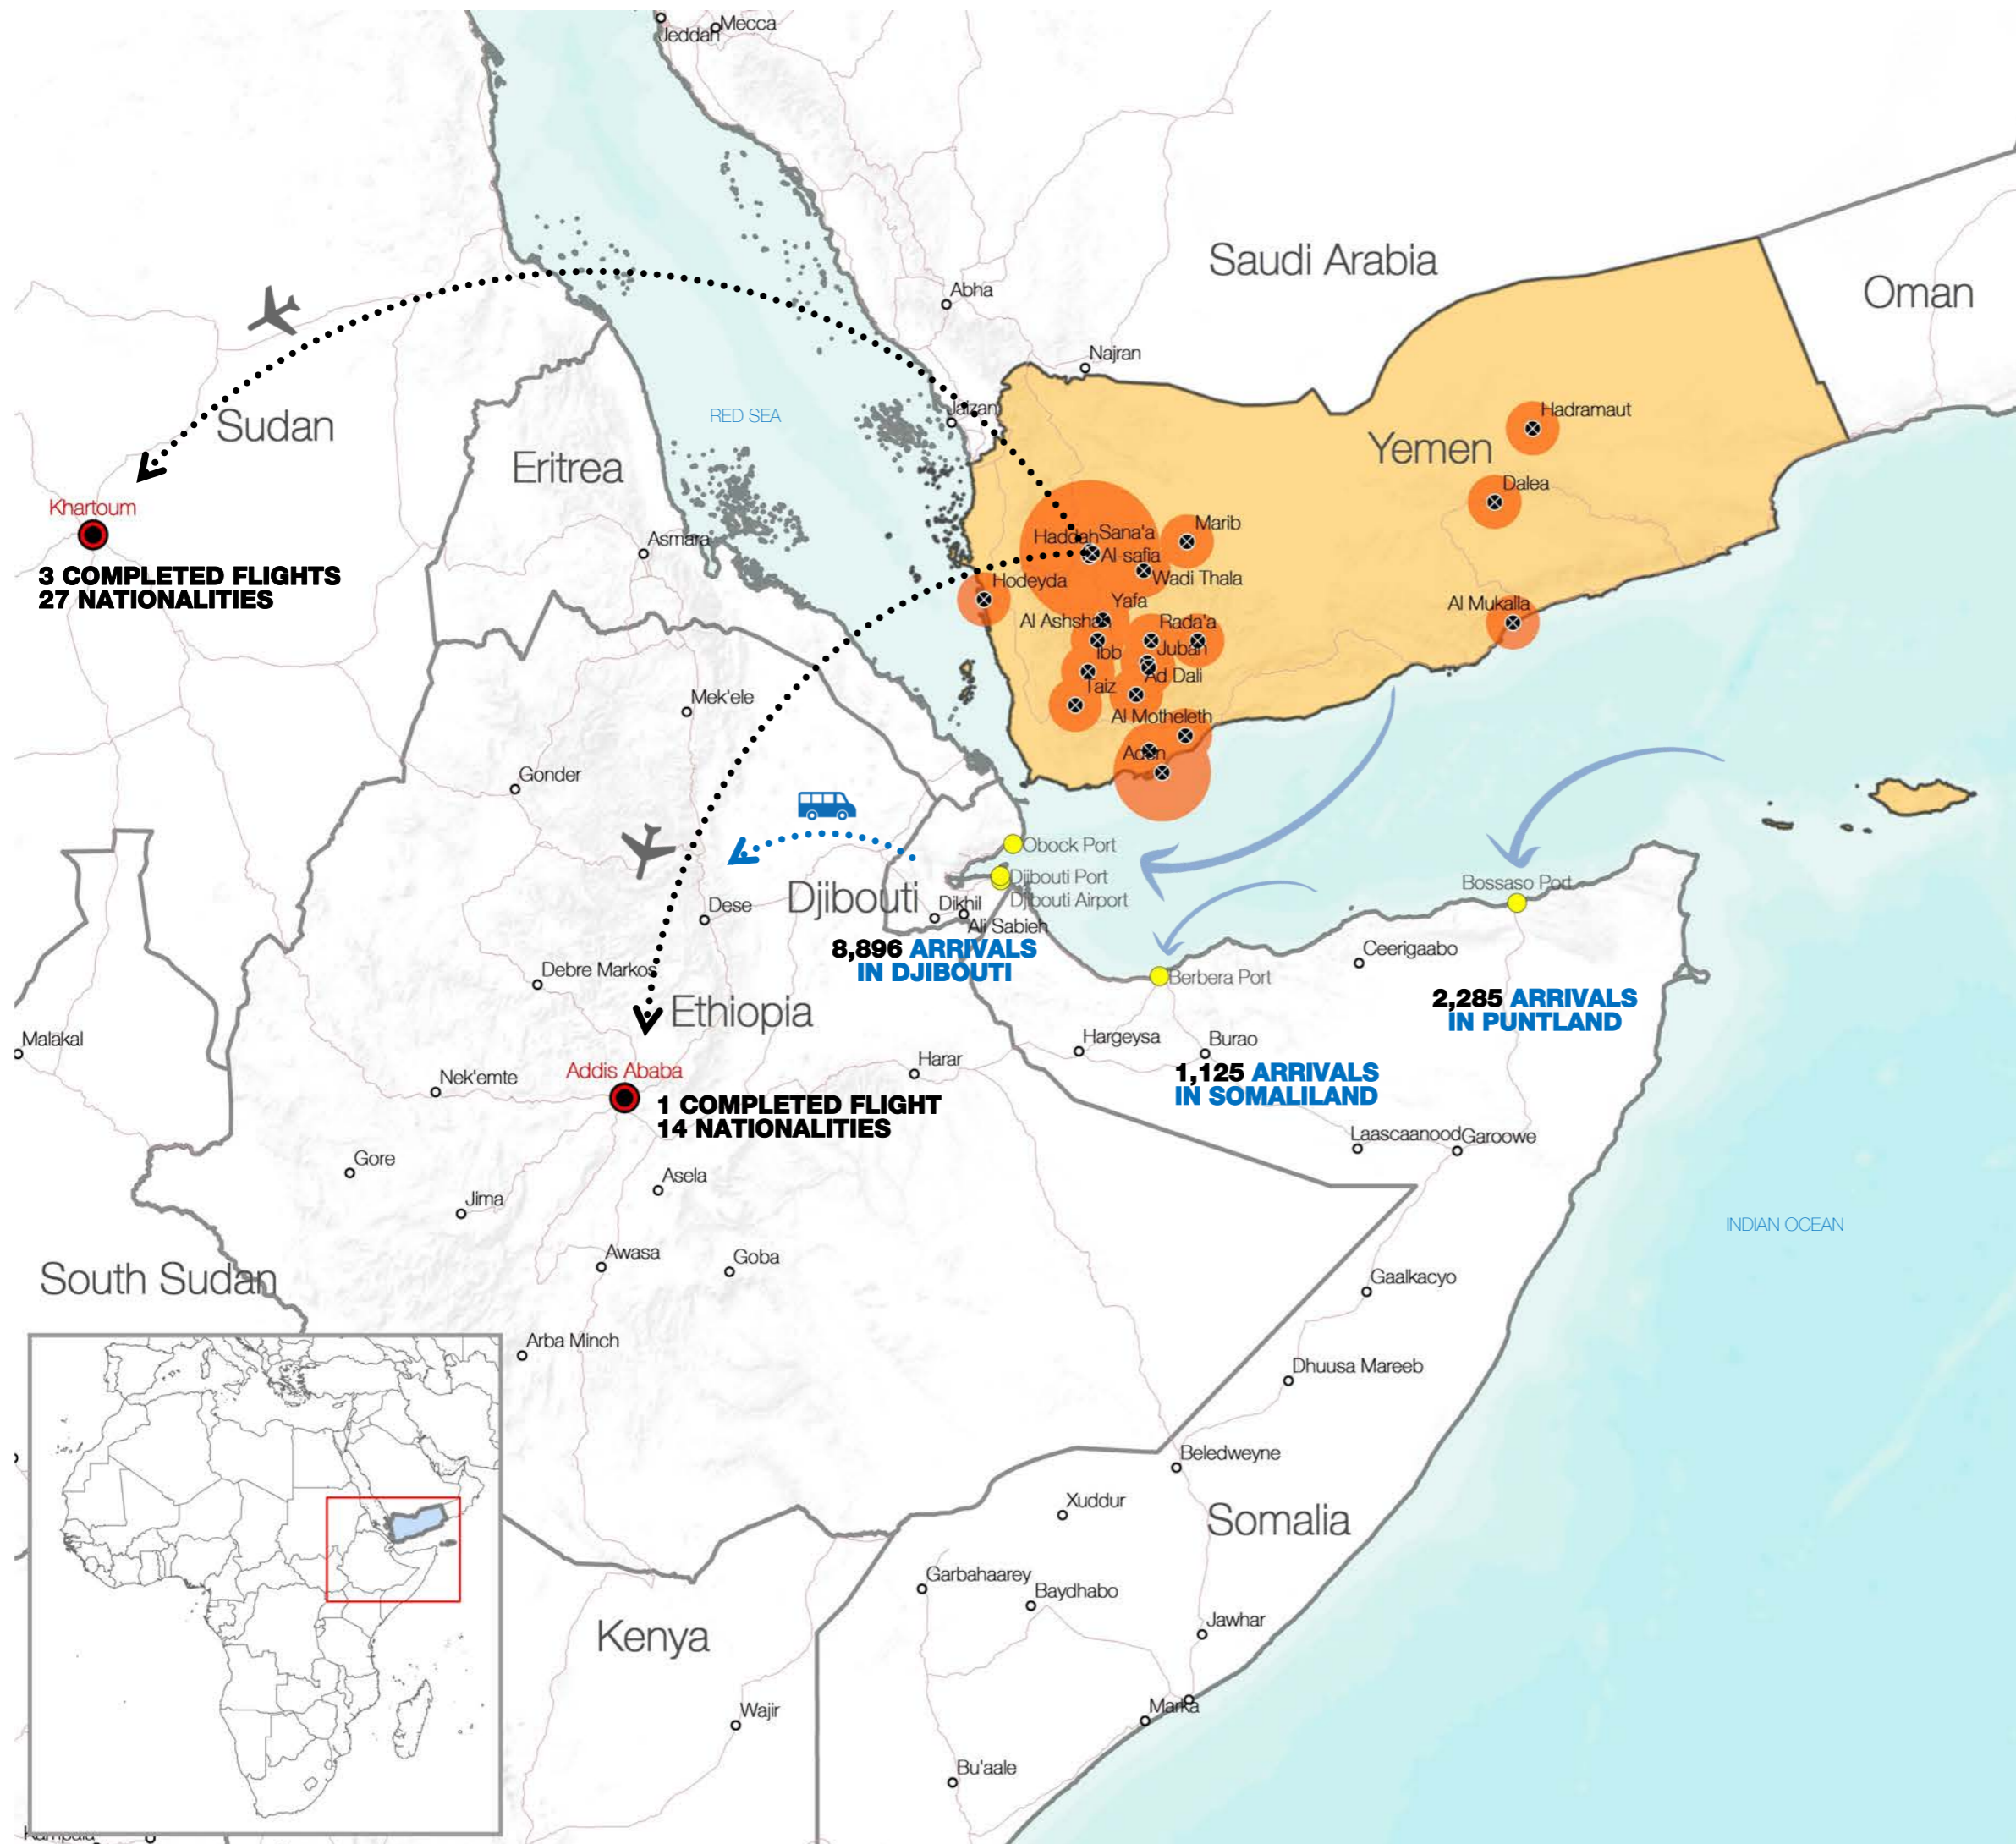 Mecca
Jeddah
Saudi Arabia
Oman
Abha
Najran
Jaizan
RED SEA
Sudan
Eritrea
Yemen
Hadramaut
Dalea
Khartoum
3 COMPLETED FLIGHTS
27 NATIONALITIES
Asmara
Haddah
Sana'a
Al-safia
Marib
Wadi Thala
Hodeyda
Yafa
Al Ashshah
Rada'a
Ibb
Juban
Ad Dali
Taiz
Al Motheleth
Aden
Al Mukalla
Mek'ele
Gonder
Obock Port
Djibouti Port
Djibouti Airport
Djibouti
Dikhil
Ali Sabieh
8,896 ARRIVALS
IN DJIBOUTI
Dese
Debre Markos
Ethiopia
Bossaso Port
Berbera Port
Ceerigaabo
2,285 ARRIVALS
IN PUNTLAND
Malakal
Hargeysa
Burao
1,125 ARRIVALS
IN SOMALILAND
Harar
Nek'emte
Addis Ababa
1 COMPLETED FLIGHT
14 NATIONALITIES
Laascaanood
Garoowe
Gore
Asela
Jima
Awasa
Goba
INDIAN OCEAN
South Sudan
Gaalkacyo
Arba Minch
Dhuusa Mareeb
Beledweyne
Xuddur
Somalia
Garbahaarey
Baydhabo
Jawhar
Kenya
Wajir
Marka
Bu'aale
Kampala